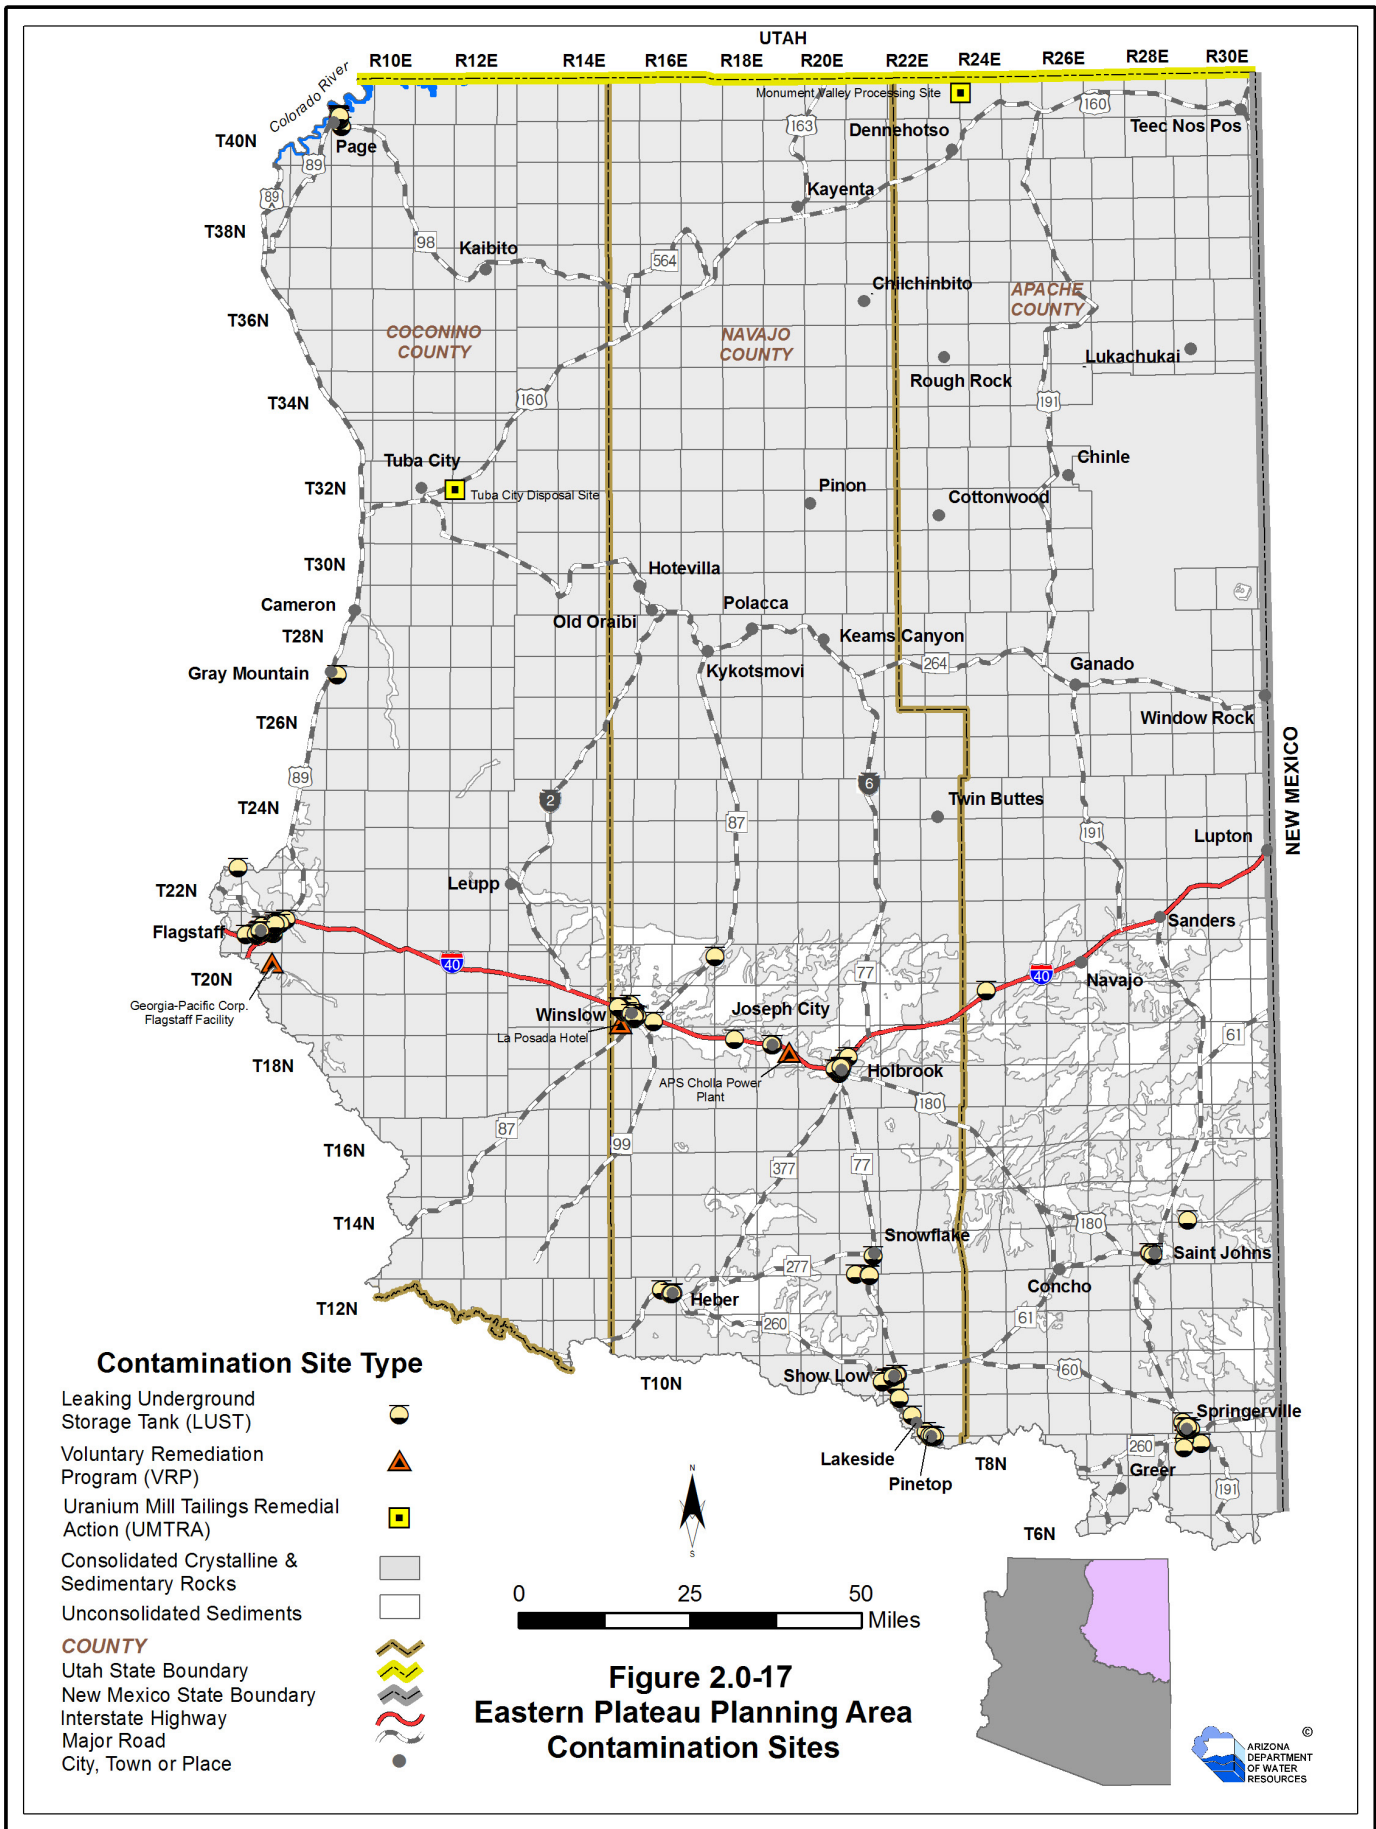 UTAH
R10E
R12E
R14E
R16E
R18E
R20E
R22E
R24E
R26E
R28E
R30E
Colorado River
Monument Valley Processing Site
160
163
Dennehotso
Teec Nos Pos
T40N
Page
89
Kayenta
89
T38N
98
Kaibito
564
Chilchinbito
APACHE
COUNTY
T36N
COCONINO
COUNTY
NAVAJO
COUNTY
Lukachukai
Rough Rock
T34N
160
191
Tuba City
Chinle
T32N
Tuba City Disposal Site
Pinon
Cottonwood
T30N
Hotevilla
Cameron
Polacca
Old Oraibi
T28N
Keams Canyon
264
Ganado
Gray Mountain
Kykotsmovi
T26N
Window Rock
NEW MEXICO
89
6
T24N
2
87
Twin Buttes
191
Lupton
T22N
Leupp
Flagstaff
Sanders
40
77
40
T20N
Navajo
Georgia-Pacific Corp.
Flagstaff Facility
Winslow
Joseph City
La Posada Hotel
61
T18N
APS Cholla Power
Plant
Holbrook
180
87
99
T16N
377
77
T14N
180
Snowflake
Saint Johns
277
Concho
T12N
Heber
260
61
Contamination Site Type
T10N
Show Low
60
Leaking Underground
Storage Tank (LUST)
Springerville
Voluntary Remediation
Program (VRP)
Lakeside
260
T8N
Greer
Pinetop
191
Uranium Mill Tailings Remedial
Action (UMTRA)
N
S
T6N
Consolidated Crystalline &
Sedimentary Rocks
Unconsolidated Sediments
0
25
50
Miles
COUNTY
Utah State Boundary
New Mexico State Boundary
Interstate Highway
Major Road
City, Town or Place
Figure 2.0-17
Eastern Plateau Planning Area
Contamination Sites
©
ARIZONA
DEPARTMENT
OF WATER
RESOURCES